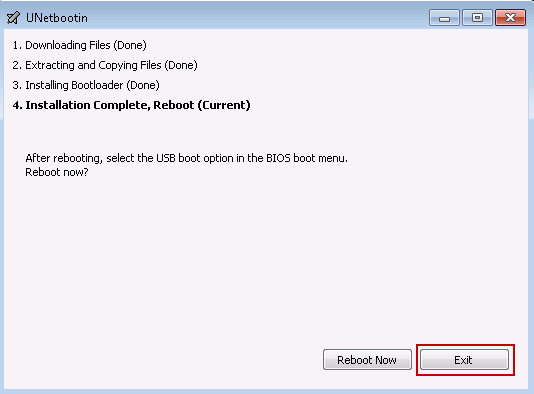 UNetbootin
1. Downloading Files (Done)
2. Extracting and Copying Files (Done)
3. Installing Bootloader (Done)
4. Installation Complete, Reboot (Current)
After rebooting, select the USB boot option in the BIOS boot menu.
Reboot now?
Reboot Now
Exit